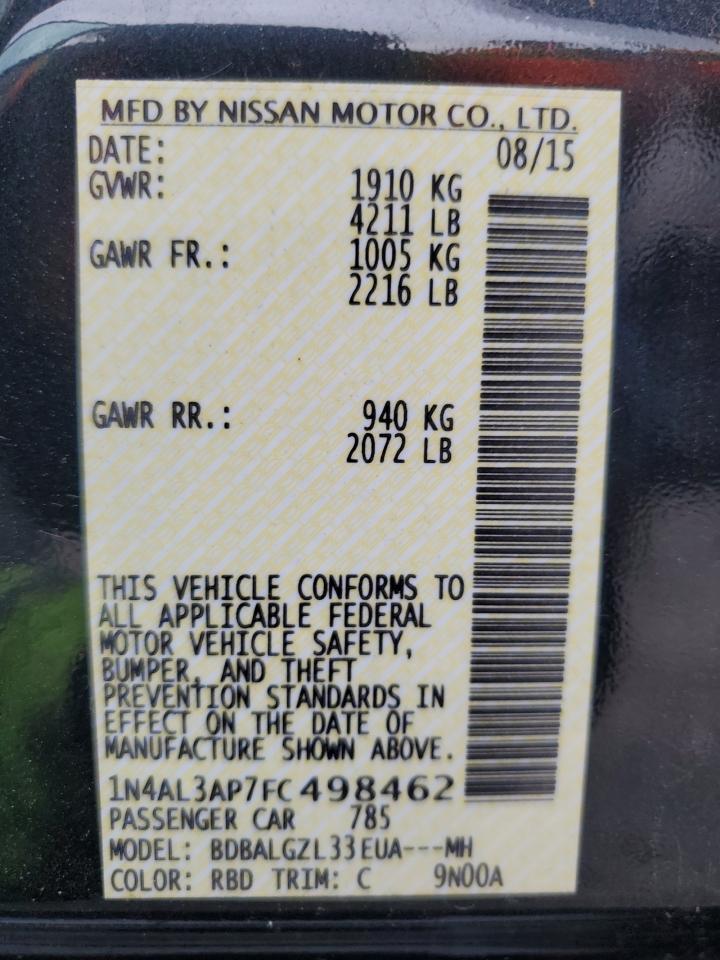 MFD BY NISSAN MOTOR CO., LTD.
DATE: 08/15
GVWR: 1910 KG
4211 LB
GAWR FR.: 1005 KG
2216 LB
GAWR RR.: 940 KG
2072 LB
THIS VEHICLE CONFORMS TO
ALL APPLICABLE FEDERAL
MOTOR VEHICLE SAFETY,
BUMPER, AND THEFT
PREVENTION STANDARDS IN
EFFECT ON THE DATE OF
MANUFACTURE SHOWN ABOVE.
1N4AL3AP7FC498462
PASSENGER CAR 785
MODEL: BDBALGZL33EUA---MH
COLOR: RBD TRIM: C 9N00A